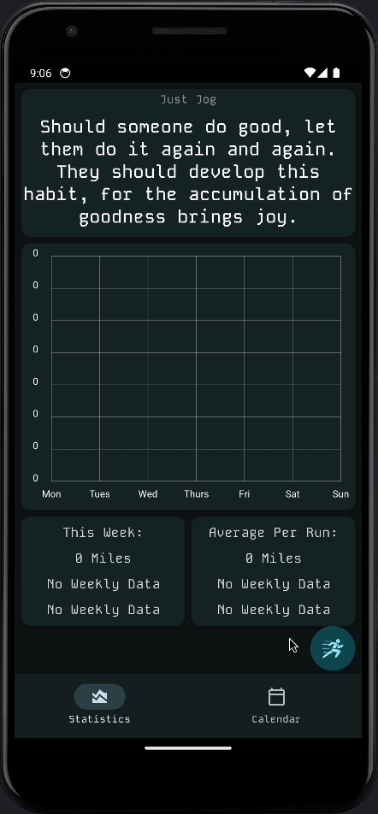 9:06
Just Jog
Should someone do good, let
them do it again and again.
They should develop this
habit, for the accumulation of
goodness brings joy.
0
0
0
0
0
0
0
0
Mon Tues Wed Thurs Fri Sat Sun
This Week:
0 Miles
No Weekly Data
No Weekly Data
Average Per Run:
0 Miles
No Weekly Data
No Weekly Data
Statistics
Calendar